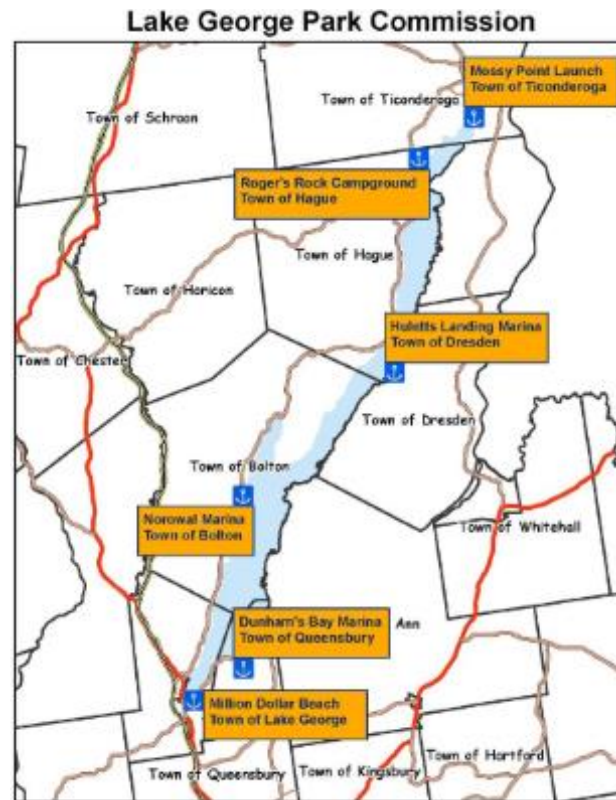 Lake George Park Commission
Mossy Point Launch
Town of Ticonderoga
Town of Ticonderoga
Town of Schroon
Roger's Rock Campground
Town of Hague
Town of Hague
Town of Horicon
Huletts Landing Marina
Town of Dresden
Town of Chester
Town of Dresden
Town of Bolton
Norowal Marina
Town of Bolton
Town of Whitehall
Dunham's Bay Marina
Town of Queensbury
Ann
Million Dollar Beach
Town of Lake George
Town of Queensbury
Town of Kingsbury
Town of Hartford